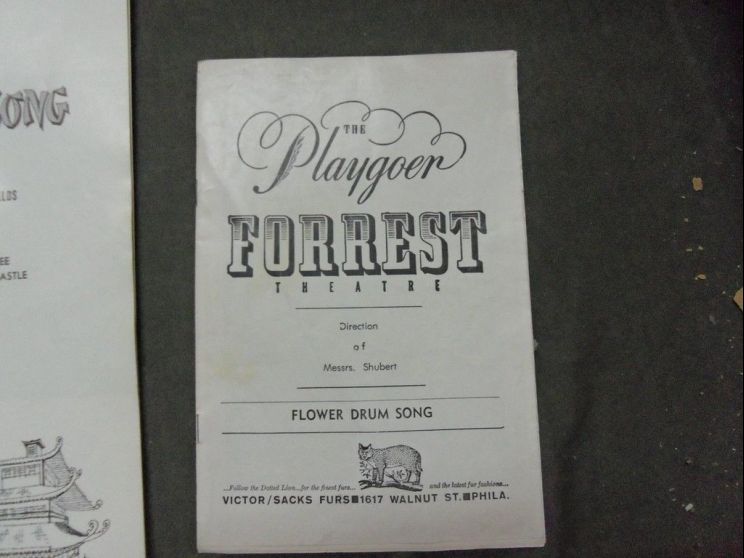 SONG
LDS
EE
ASTLE
THE
Playgoer
FORREST
THEATRE
Direction
of
Messrs. Shubert
FLOWER DRUM SONG
...Follow the Dotted Lion...for the finest furs... and the latest fur fashions...
VICTOR/SACKS FURS■1617 WALNUT ST.■PHILA.